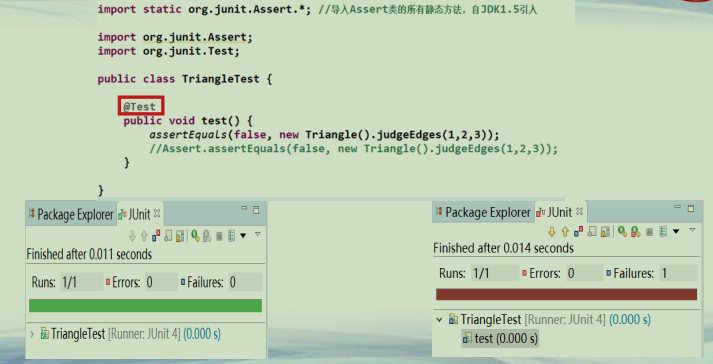 import static org.junit.Assert.*; //导入Assert类的所有静态方法，自JDK1.5引入
import org.junit.Assert;
import org.junit.Test;
public class TriangleTest {
@Test
public void test() {
assertEquals(false, new Triangle().judgeEdges(1,2,3));
//Assert.assertEquals(false, new Triangle().judgeEdges(1,2,3));
}
}
Package Explorer JUnit
Finished after 0.011 seconds
Runs: 1/1 Errors: 0 Failures: 0
TriangleTest [Runner: JUnit 4] (0.000 s)
Package Explorer JUnit
Finished after 0.014 seconds
Runs: 1/1 Errors: 0 Failures: 1
TriangleTest [Runner: JUnit 4] (0.000 s)
test (0.000 s)